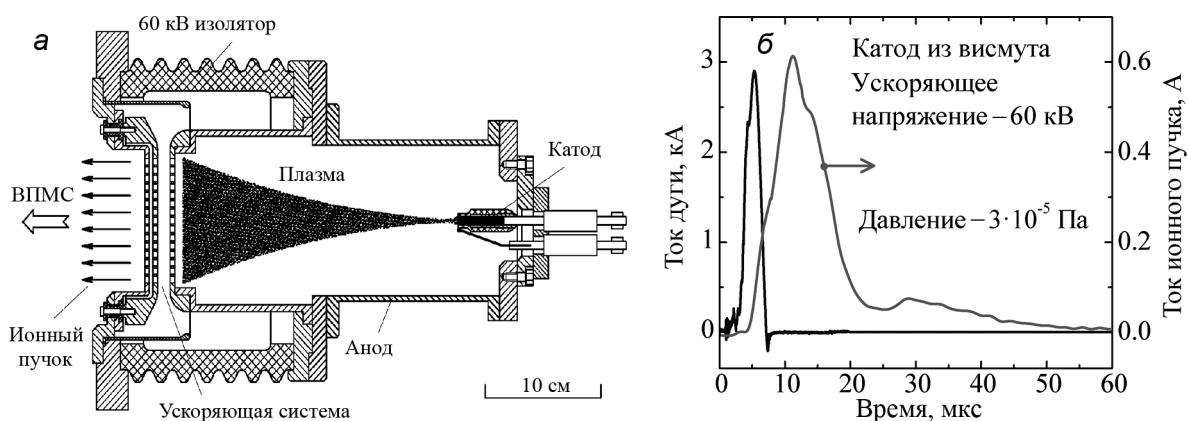 а
60 кВ изолятор
Катод
Плазма
ВПМС
Ионный
пучок
Анод
Ускоряющая система
10 см
б
Катод из висмута
Ускоряющее
напряжение – 60 кВ
Давление – 3·10⁻⁵ Па
Ток дуги, кА
3
2
1
0
Ток ионного пучка, А
0.6
0.4
0.2
0.0
0 10 20 30 40 50 60
Время, мкс